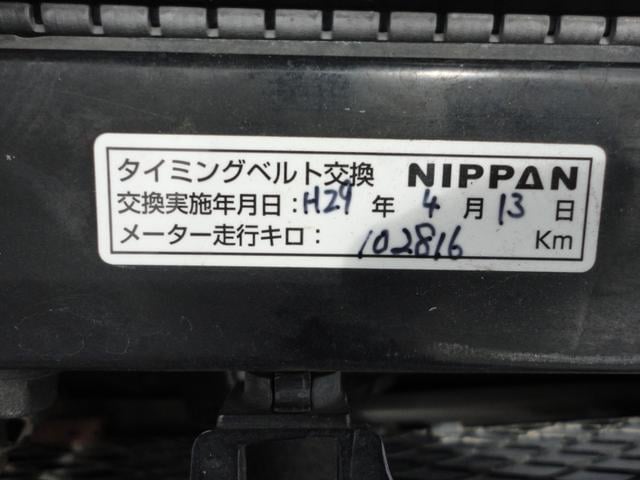 タイミングベルト交換 NIPPAN
交換実施年月日：H29 年 4 月 13 日
メーター走行キロ： 102816 Km